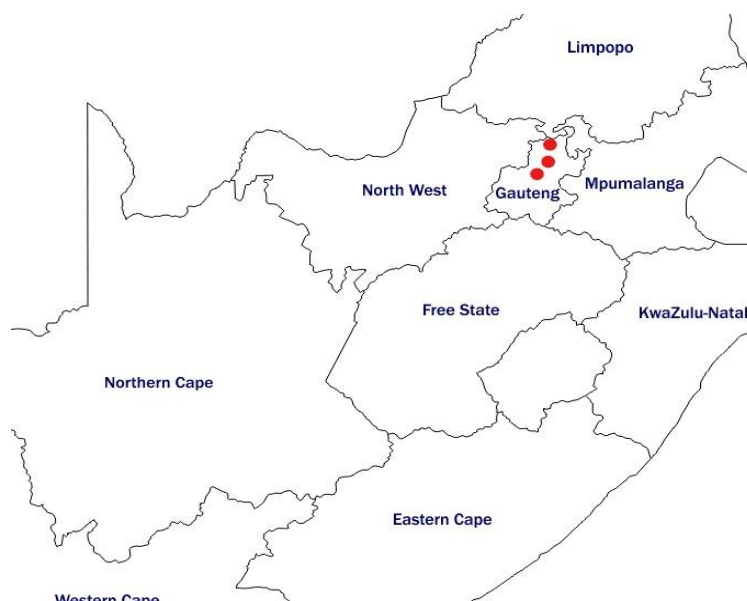 Limpopo
North West
Gauteng
Mpumalanga
Free State
KwaZulu-Natal
Northern Cape
Eastern Cape
Western Cape